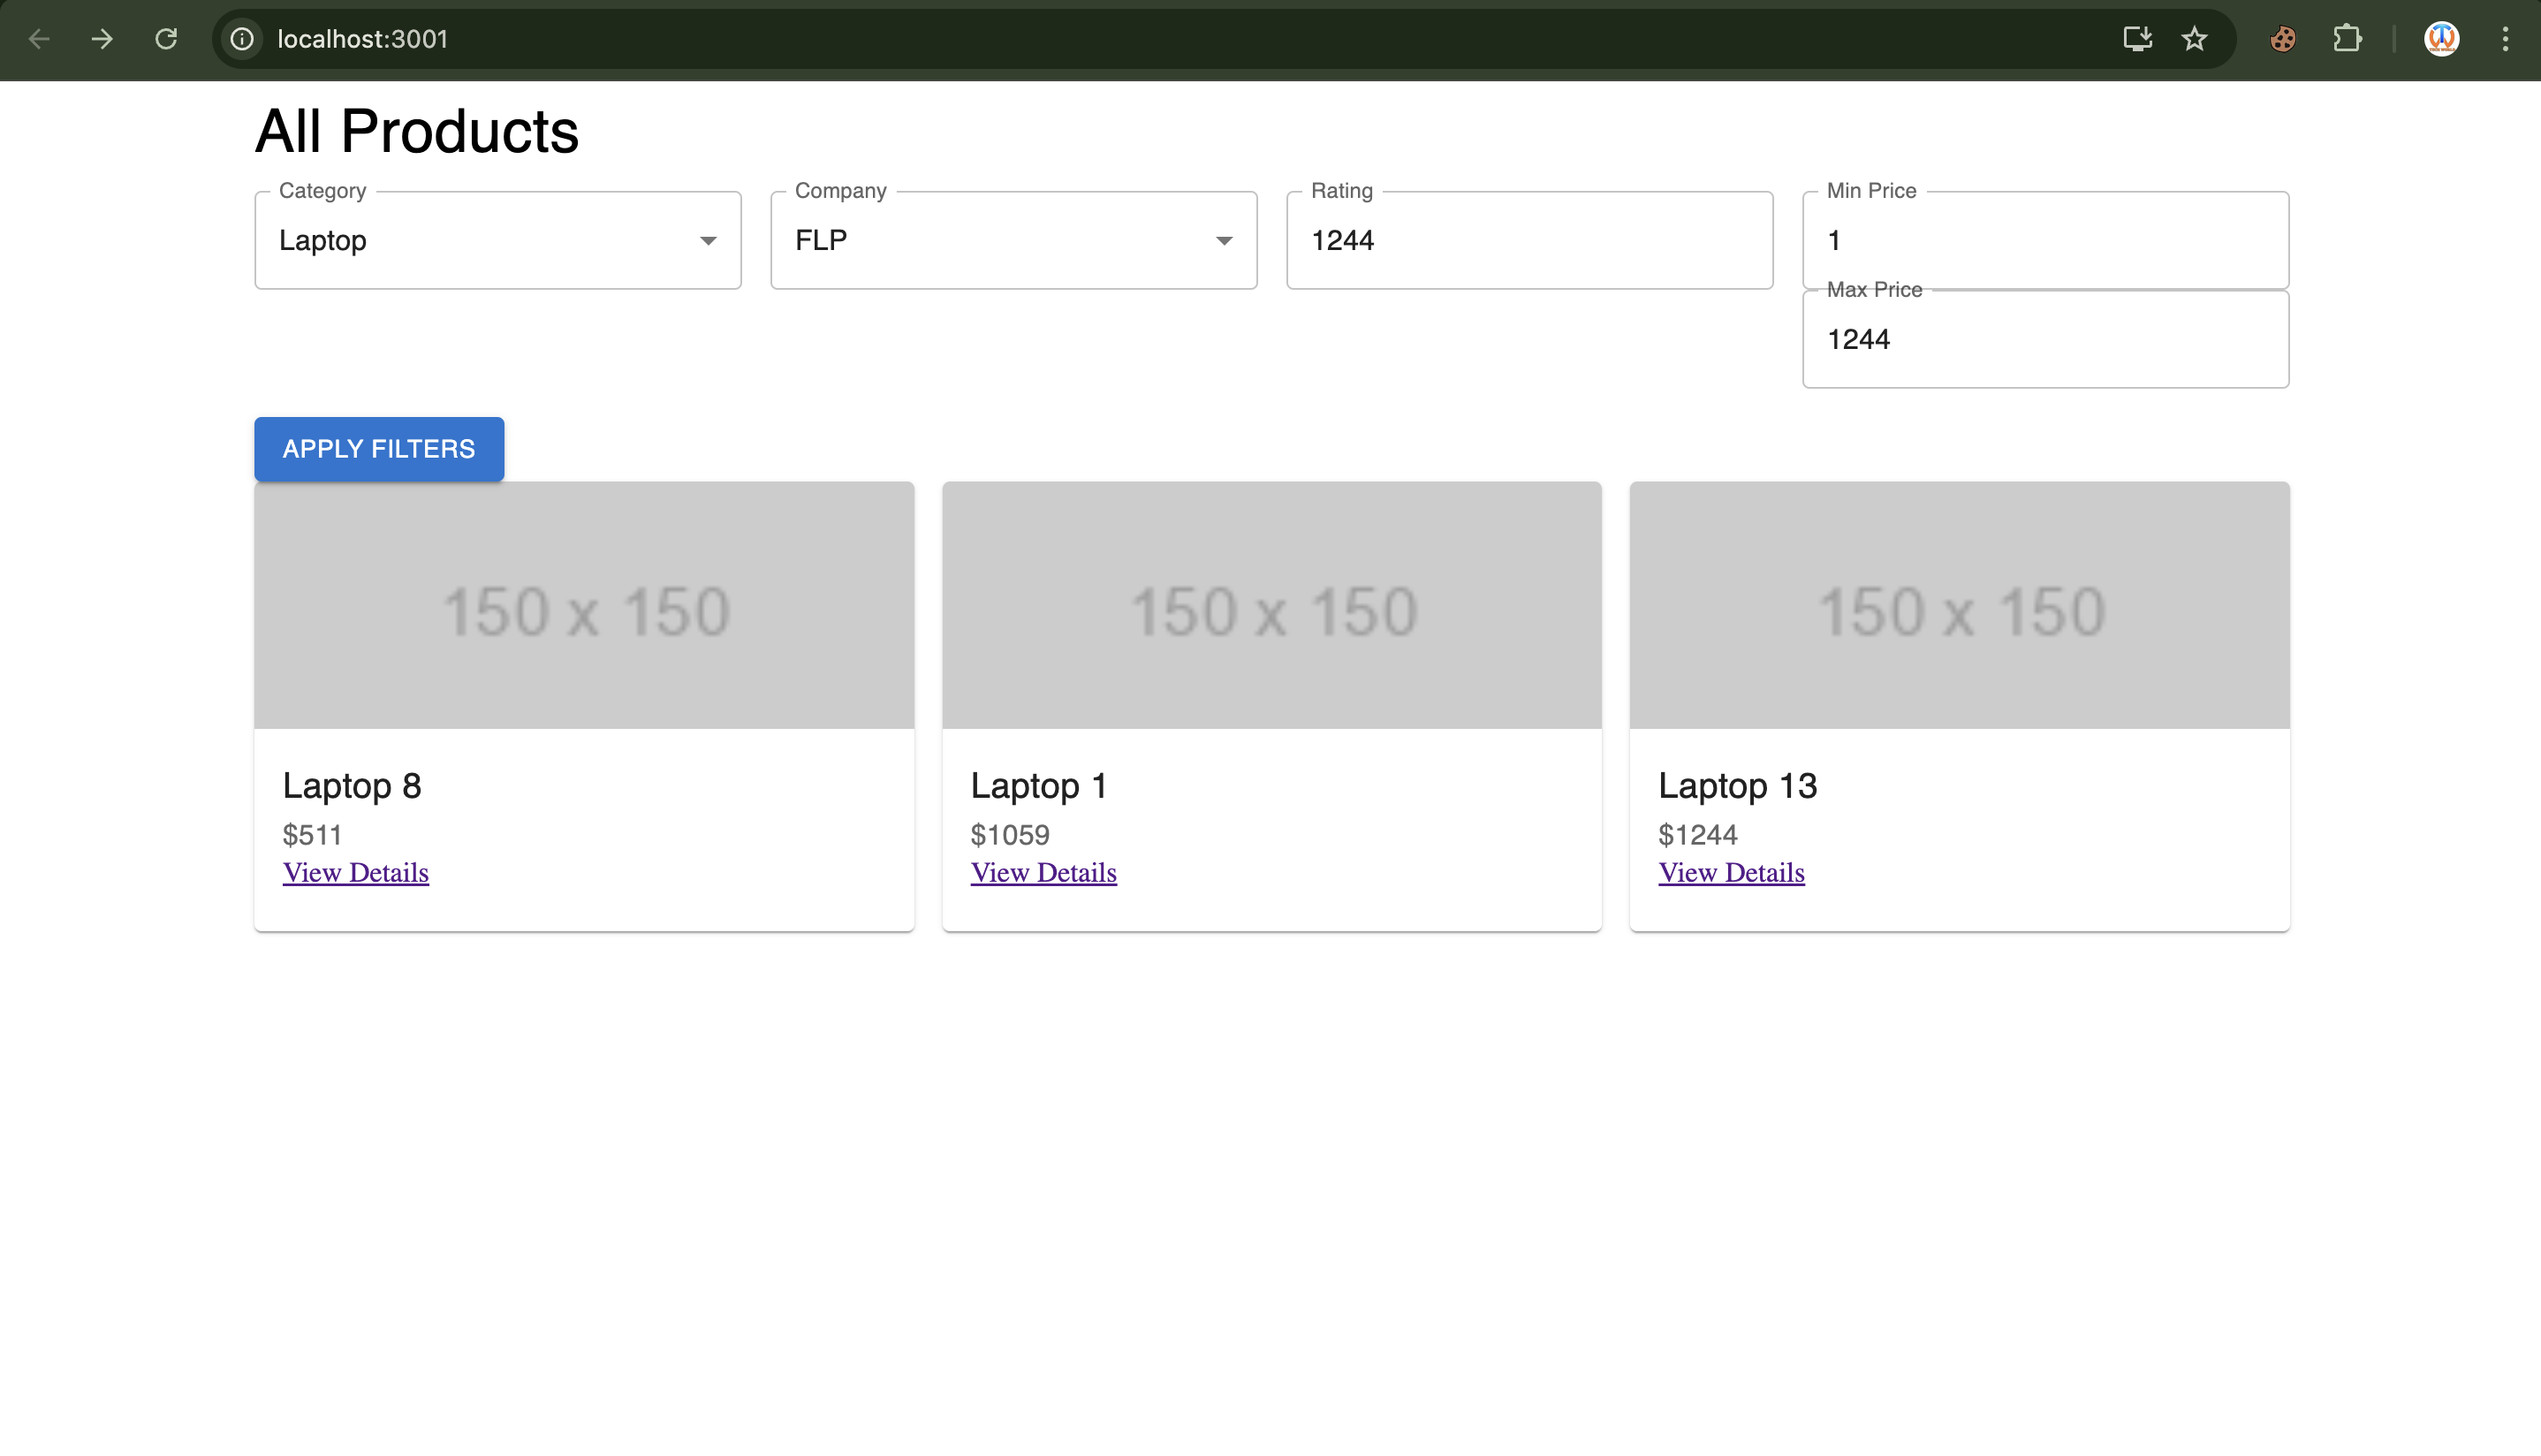 localhost:3001
All Products
Category
Laptop
Company
FLP
Rating
1244
Min Price
1
Max Price
1244
APPLY FILTERS
150 x 150
150 x 150
150 x 150
Laptop 8
$511
View Details
Laptop 1
$1059
View Details
Laptop 13
$1244
View Details